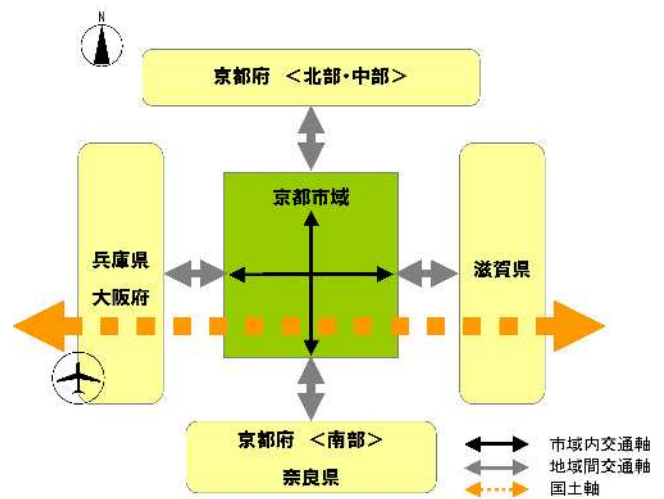 N
京都府 <北部・中部>
京都市域
兵庫県
大阪府
滋賀県
京都府 <南部>
奈良県
市域内交通軸
地域間交通軸
国土軸